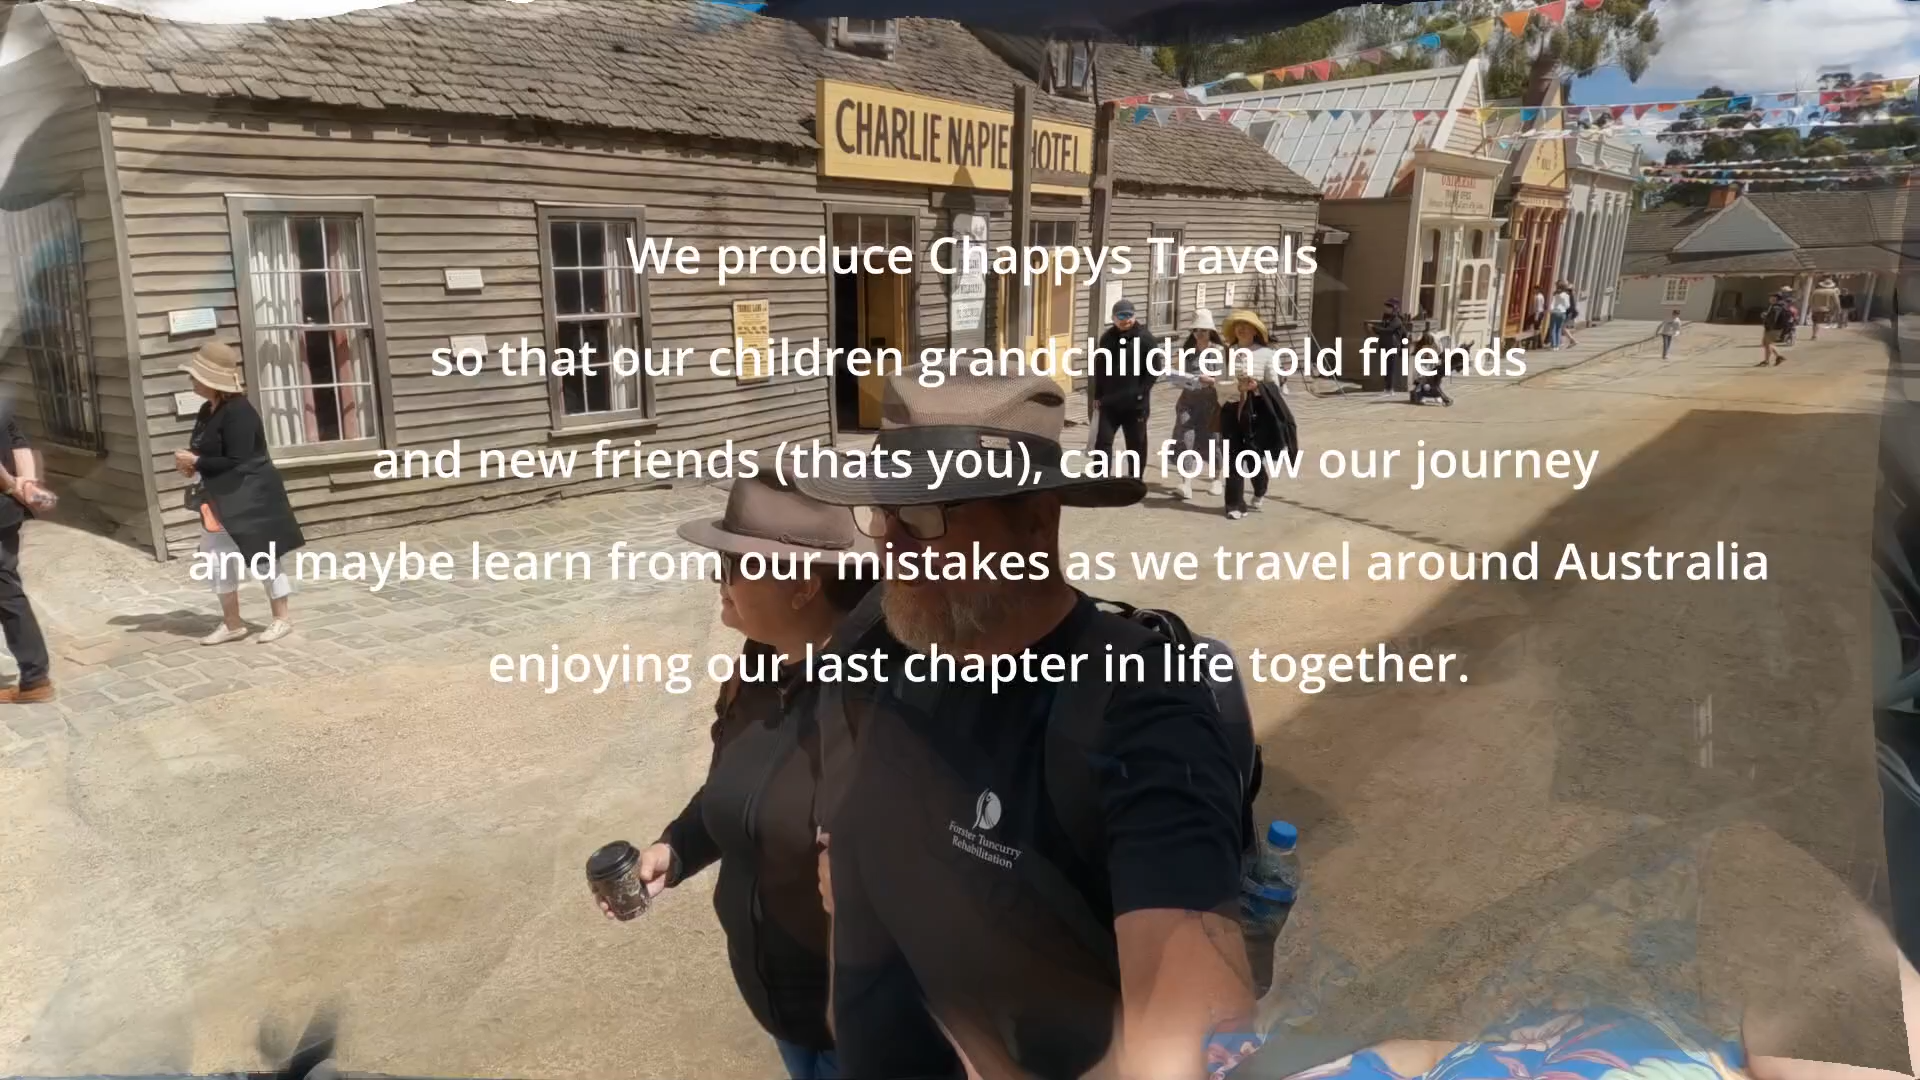 CHARLIE NAPIER HOTEL
We produce Chappys Travels
so that our children grandchildren old friends
and new friends (thats you), can follow our journey
and maybe learn from our mistakes as we travel around Australia
enjoying our last chapter in life together.
Forster Tuncurry
Rehabilitation